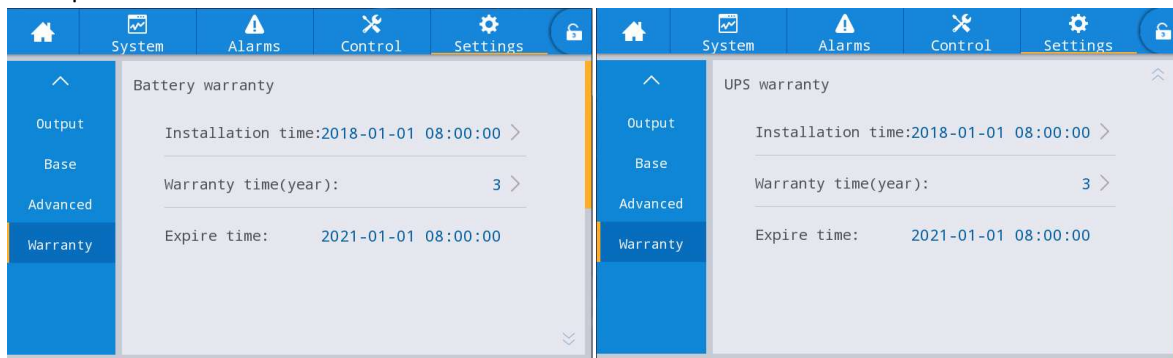 System Alarms Control Settings
Output
Base
Advanced
Warranty
Battery warranty
Installation time:2018-01-01 08:00:00
Warranty time(year): 3
Expire time: 2021-01-01 08:00:00
System Alarms Control Settings
Output
Base
Advanced
Warranty
UPS warranty
Installation time:2018-01-01 08:00:00
Warranty time(year): 3
Expire time: 2021-01-01 08:00:00